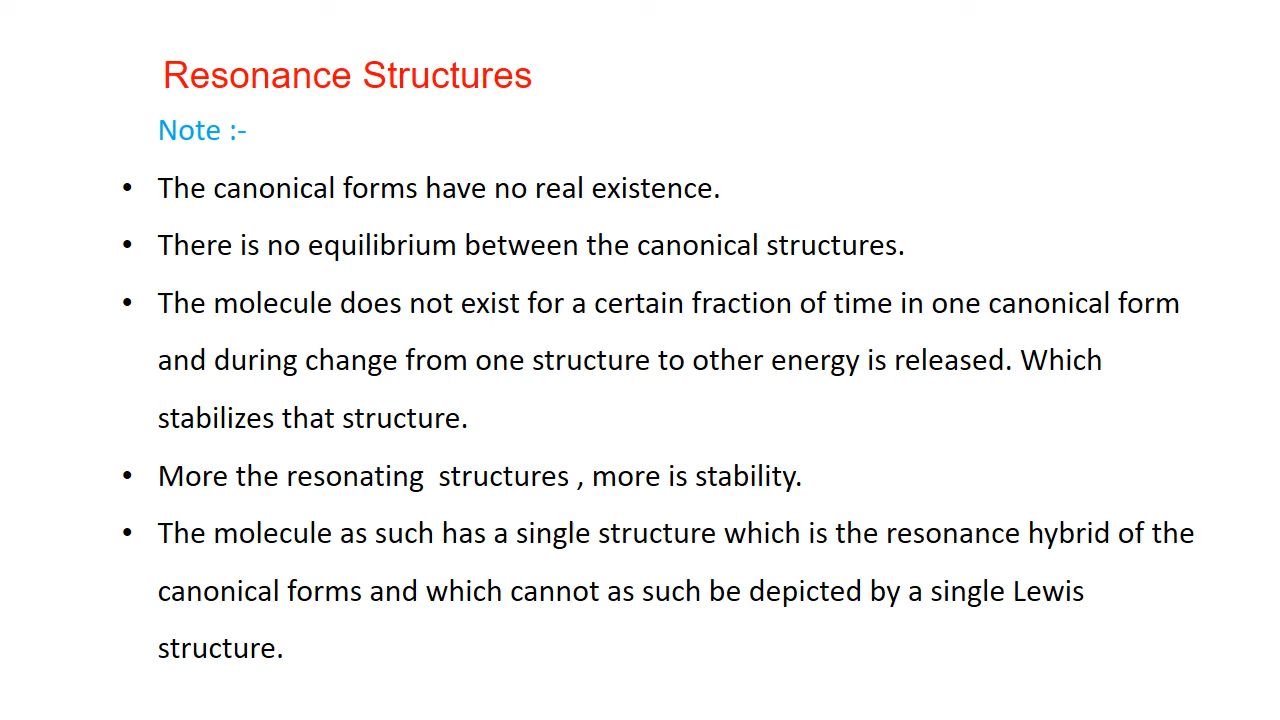 Resonance Structures
Note :-
• The canonical forms have no real existence.
• There is no equilibrium between the canonical structures.
• The molecule does not exist for a certain fraction of time in one canonical form
and during change from one structure to other energy is released. Which
stabilizes that structure.
• More the resonating  structures , more is stability.
• The molecule as such has a single structure which is the resonance hybrid of the
canonical forms and which cannot as such be depicted by a single Lewis
structure.